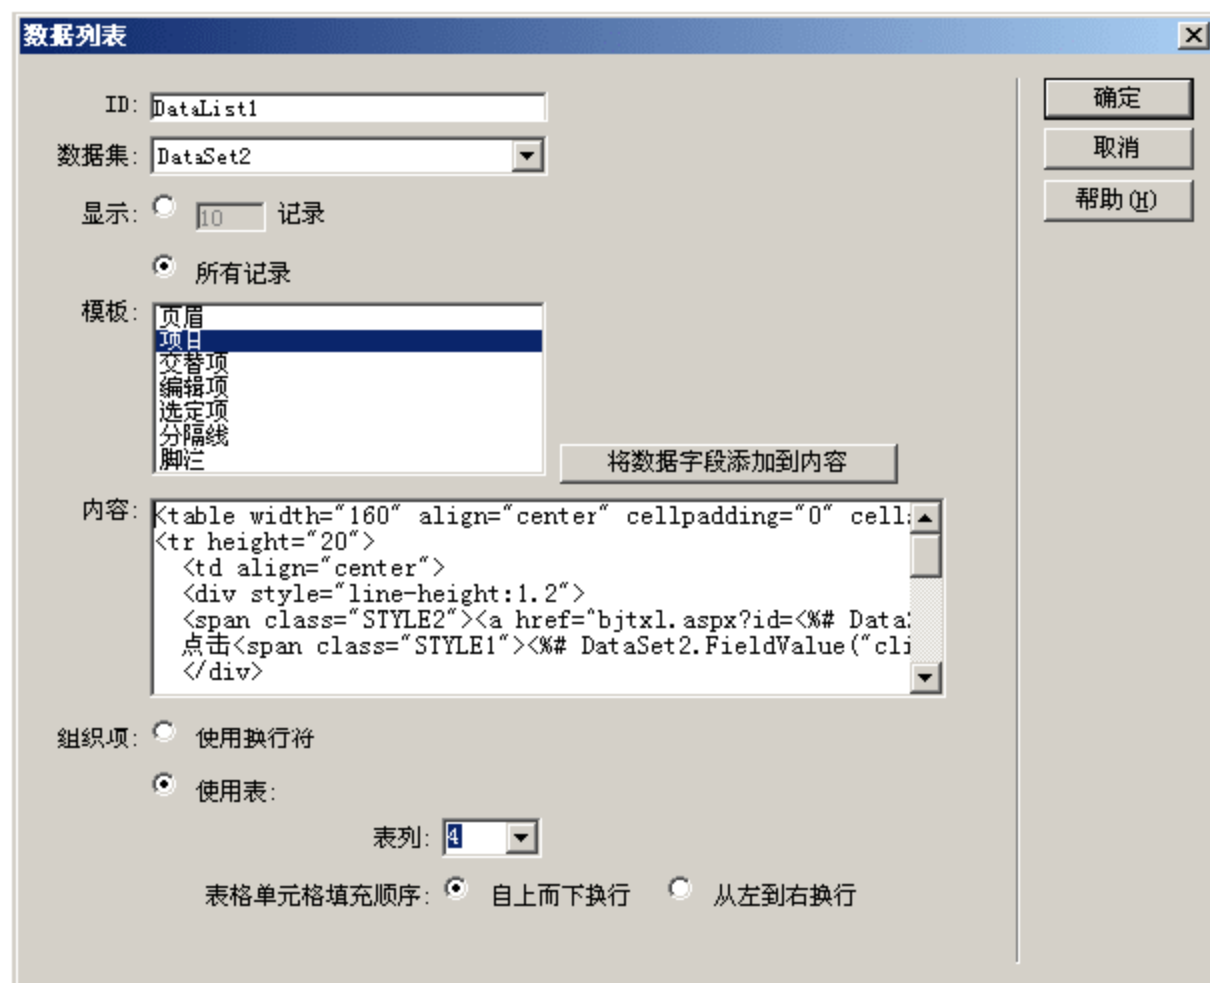 数据列表
ID: DataList1
确定
数据集: DataSet2
取消
显示: 10 记录
帮助(H)
所有记录
模板: 页眉
项目
交替项
编辑项
选定项
分隔线
脚注
将数据字段添加到内容
内容: <table width="160" align="center" cellpadding="0" cell
<tr height="20">
<td align="center">
<div style="line-height:1.2">
<span class="STYLE2"><a href="bjtxl.aspx?id=<%# Data
点击<span class="STYLE1"><%# DataSet2.FieldValue("cli
</div>
组织项: 使用换行符
使用表:
表列: 4
表格单元格填充顺序: 自上而下换行 从左到右换行